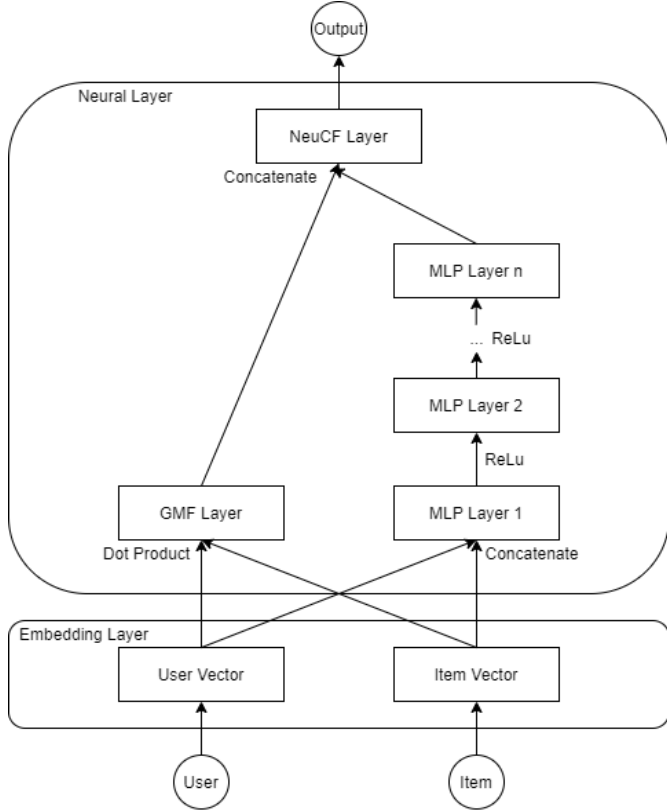 Output
Neural Layer
NeuCF Layer
Concatenate
MLP Layer n
... ReLu
MLP Layer 2
ReLu
GMF Layer
MLP Layer 1
Dot Product
Concatenate
Embedding Layer
User Vector
Item Vector
User
Item